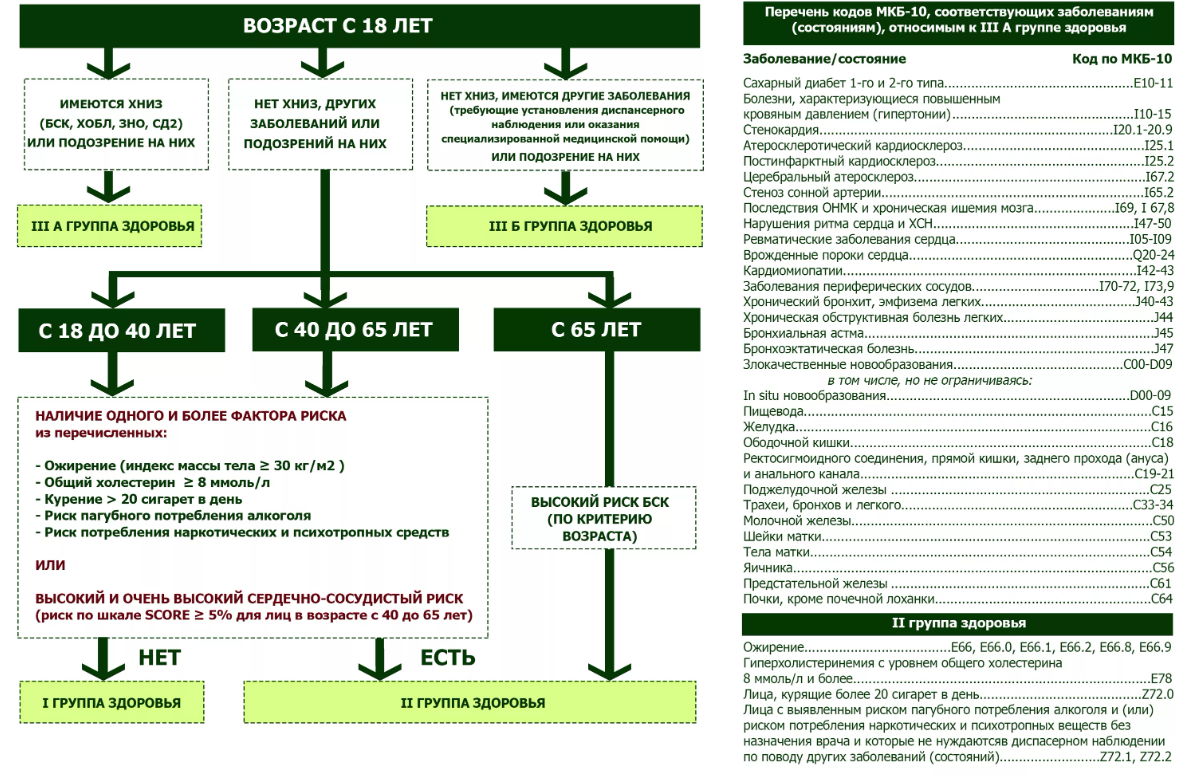 ВОЗРАСТ С 18 ЛЕТ
ИМЕЮТСЯ ХНИЗ
(БСК, ХОБЛ, ЗНО, СД2)
ИЛИ ПОДОЗРЕНИЕ НА НИХ
НЕТ ХНИЗ, ДРУГИХ
ЗАБОЛЕВАНИЙ ИЛИ
ПОДОЗРЕНИЙ НА НИХ
НЕТ ХНИЗ, ИМЕЮТСЯ ДРУГИЕ ЗАБОЛЕВАНИЯ
(требующие установления диспансерного
наблюдения или оказания
специализированной медицинской помощи)
ИЛИ ПОДОЗРЕНИЕ НА НИХ
III А ГРУППА ЗДОРОВЬЯ
III Б ГРУППА ЗДОРОВЬЯ
С 18 ДО 40 ЛЕТ
С 40 ДО 65 ЛЕТ
С 65 ЛЕТ
НАЛИЧИЕ ОДНОГО И БОЛЕЕ ФАКТОРА РИСКА
из перечисленных:
- Ожирение (индекс массы тела ≥ 30 кг/м2 )
- Общий холестерин ≥ 8 ммоль/л
- Курение > 20 сигарет в день
- Риск пагубного потребления алкоголя
- Риск потребления наркотических и психотропных средств
ИЛИ
ВЫСОКИЙ И ОЧЕНЬ ВЫСОКИЙ СЕРДЕЧНО-СОСУДИСТЫЙ РИСК
(риск по шкале SCORE ≥ 5% для лиц в возрасте с 40 до 65 лет)
ВЫСОКИЙ РИСК БСК
(ПО КРИТЕРИЮ
ВОЗРАСТА)
НЕТ
ЕСТЬ
I ГРУППА ЗДОРОВЬЯ
II ГРУППА ЗДОРОВЬЯ
Перечень кодов МКБ-10, соответствующих заболеваниям
(состояниям), относимым к III А группе здоровья
Заболевание/состояние Код по МКБ-10
Сахарный диабет 1-го и 2-го типа......E10-11
Болезни, характеризующиеся повышенным
кровяным давлением (гипертонии)......I10-15
Стенокардия......I20.1-20.9
Атеросклеротический кардиосклероз......I25.1
Постинфарктный кардиосклероз......I25.2
Церебральный атеросклероз......I67.2
Стеноз сонной артерии......I65.2
Последствия ОНМК и хроническая ишемия мозга......I69, I 67,8
Нарушения ритма сердца и ХСН......I47-50
Ревматические заболевания сердца......I05-I09
Врожденные пороки сердца......Q20-24
Кардиомиопатии......I42-43
Заболевания периферических сосудов......I70-72, I73,9
Хронический бронхит, эмфизема легких......J40-43
Хроническая обструктивная болезнь легких......J44
Бронхиальная астма......J45
Бронхоэктатическая болезнь......J47
Злокачественные новообразования......C00-D09
в том числе, но не ограничиваясь:
In situ новообразования......D00-09
Пищевода......C15
Желудка......C16
Ободочной кишки......C18
Ректосигмоидного соединения, прямой кишки, заднего прохода (ануса)
и анального канала......C19-21
Поджелудочной железы ......C25
Трахеи, бронхов и легкого......C33-34
Молочной железы......C50
Шейки матки......C53
Тела матки......C54
Яичника......C56
Предстательной железы ......C61
Почки, кроме почечной лоханки......C64
II группа здоровья
Ожирение......E66, E66.0, E66.1, E66.2, E66.8, E66.9
Гиперхолистеринемия с уровнем общего холестерина
8 ммоль/л и более......E78
Лица, курящие более 20 сигарет в день......Z72.0
Лица с выявленным риском пагубного потребления алкоголя и (или)
риском потребления наркотических и психотропных веществ без
назначения врача и которые не нуждаютсяв диспасерном наблюдении
по поводу других заболеваний (состояний)......Z72.1, Z72.2